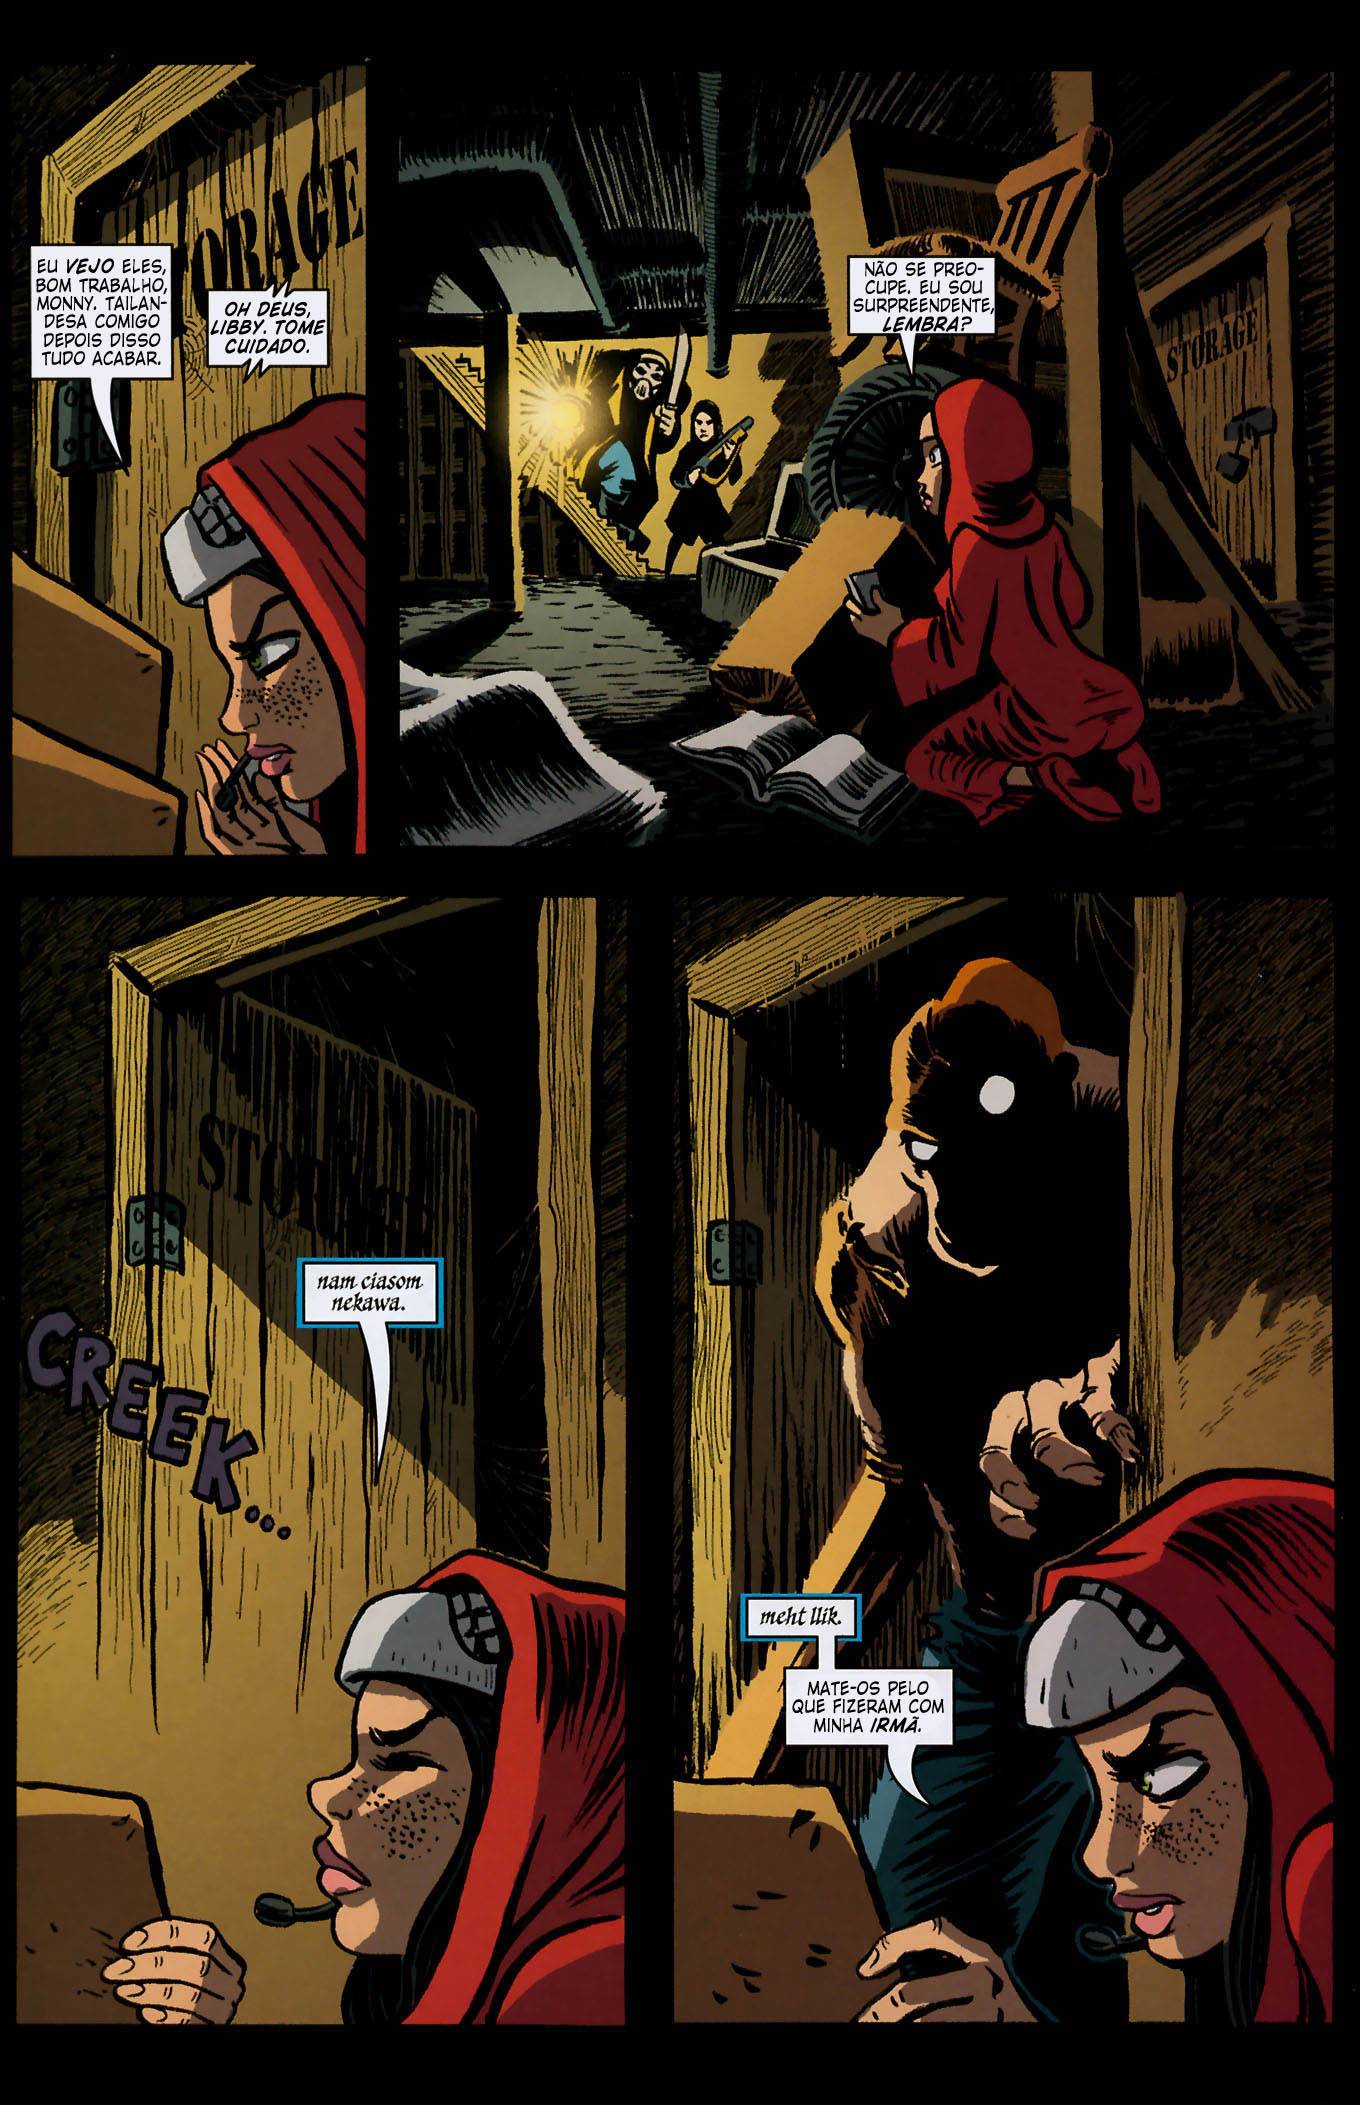 STORAGE
EU VEJO ELES,
BOM TRABALHO,
MONNY. TAILAN-
DESA COMIGO
DEPOIS DISSO
TUDO ACABAR.
OH DEUS,
LIBBY. TOME
CUIDADO.
NÃO SE PREO-
CUPE. EU SOU
SURPREENDENTE,
LEMBRA?
STORAGE
STORAGE
nam ciasom
nekawa.
CREEK...
meht llik.
MATE-OS PELO
QUE FIZERAM COM
MINHA IRMÃ.